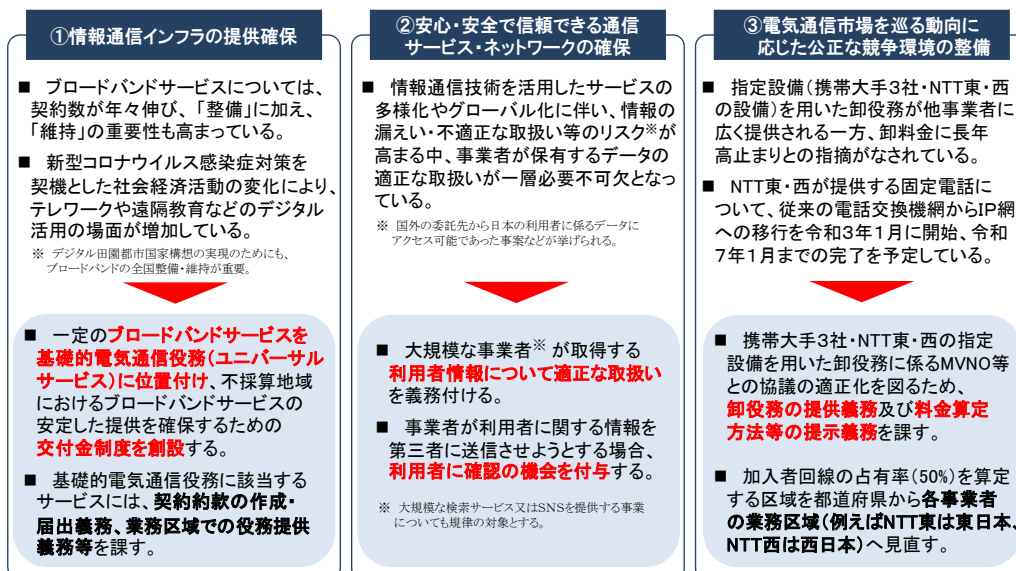 ①情報通信インフラの提供確保
■ ブロードバンドサービスについては、
契約数が年々伸び、「整備」に加え、
「維持」の重要性も高まっている。
■ 新型コロナウイルス感染症対策を
契機とした社会経済活動の変化により、
テレワークや遠隔教育などのデジタル
活用の場面が増加している。
※ デジタル田園都市国家構想の実現のためにも、
ブロードバンドの全国整備・維持が重要。
■ 一定のブロードバンドサービスを
基礎的電気通信役務（ユニバーサル
サービス）に位置付け、不採算地域
におけるブロードバンドサービスの
安定した提供を確保するための
交付金制度を創設する。
■ 基礎的電気通信役務に該当する
サービスには、契約約款の作成・
届出義務、業務区域での役務提供
義務等を課す。
②安心・安全で信頼できる通信
サービス・ネットワークの確保
■ 情報通信技術を活用したサービスの
多様化やグローバル化に伴い、情報の
漏えい・不適正な取扱い等のリスク※が
高まる中、事業者が保有するデータの
適正な取扱いが一層必要不可欠となっ
ている。
※ 国外の委託先から日本の利用者に係るデータに
アクセス可能であった事案などが挙げられる。
■ 大規模な事業者※ が取得する
利用者情報について適正な取扱い
を義務付ける。
■ 事業者が利用者に関する情報を
第三者に送信させようとする場合、
利用者に確認の機会を付与する。
※ 大規模な検索サービス又はSNSを提供する事業
についても規律の対象とする。
③電気通信市場を巡る動向に
応じた公正な競争環境の整備
■ 指定設備（携帯大手3社・NTT東・西
の設備）を用いた卸役務が他事業者に
広く提供される一方、卸料金に長年
高止まりとの指摘がなされている。
■ NTT東・西が提供する固定電話に
ついて、従来の電話交換機網からIP網
への移行を令和3年1月に開始、令和
7年1月までの完了を予定している。
■ 携帯大手3社・NTT東・西の指定
設備を用いた卸役務に係るMVNO等
との協議の適正化を図るため、
卸役務の提供義務及び料金算定
方法等の提示義務を課す。
■ 加入者回線の占有率（50%）を算定
する区域を都道府県から各事業者
の業務区域（例えばNTT東は東日本、
NTT西は西日本）へ見直す。